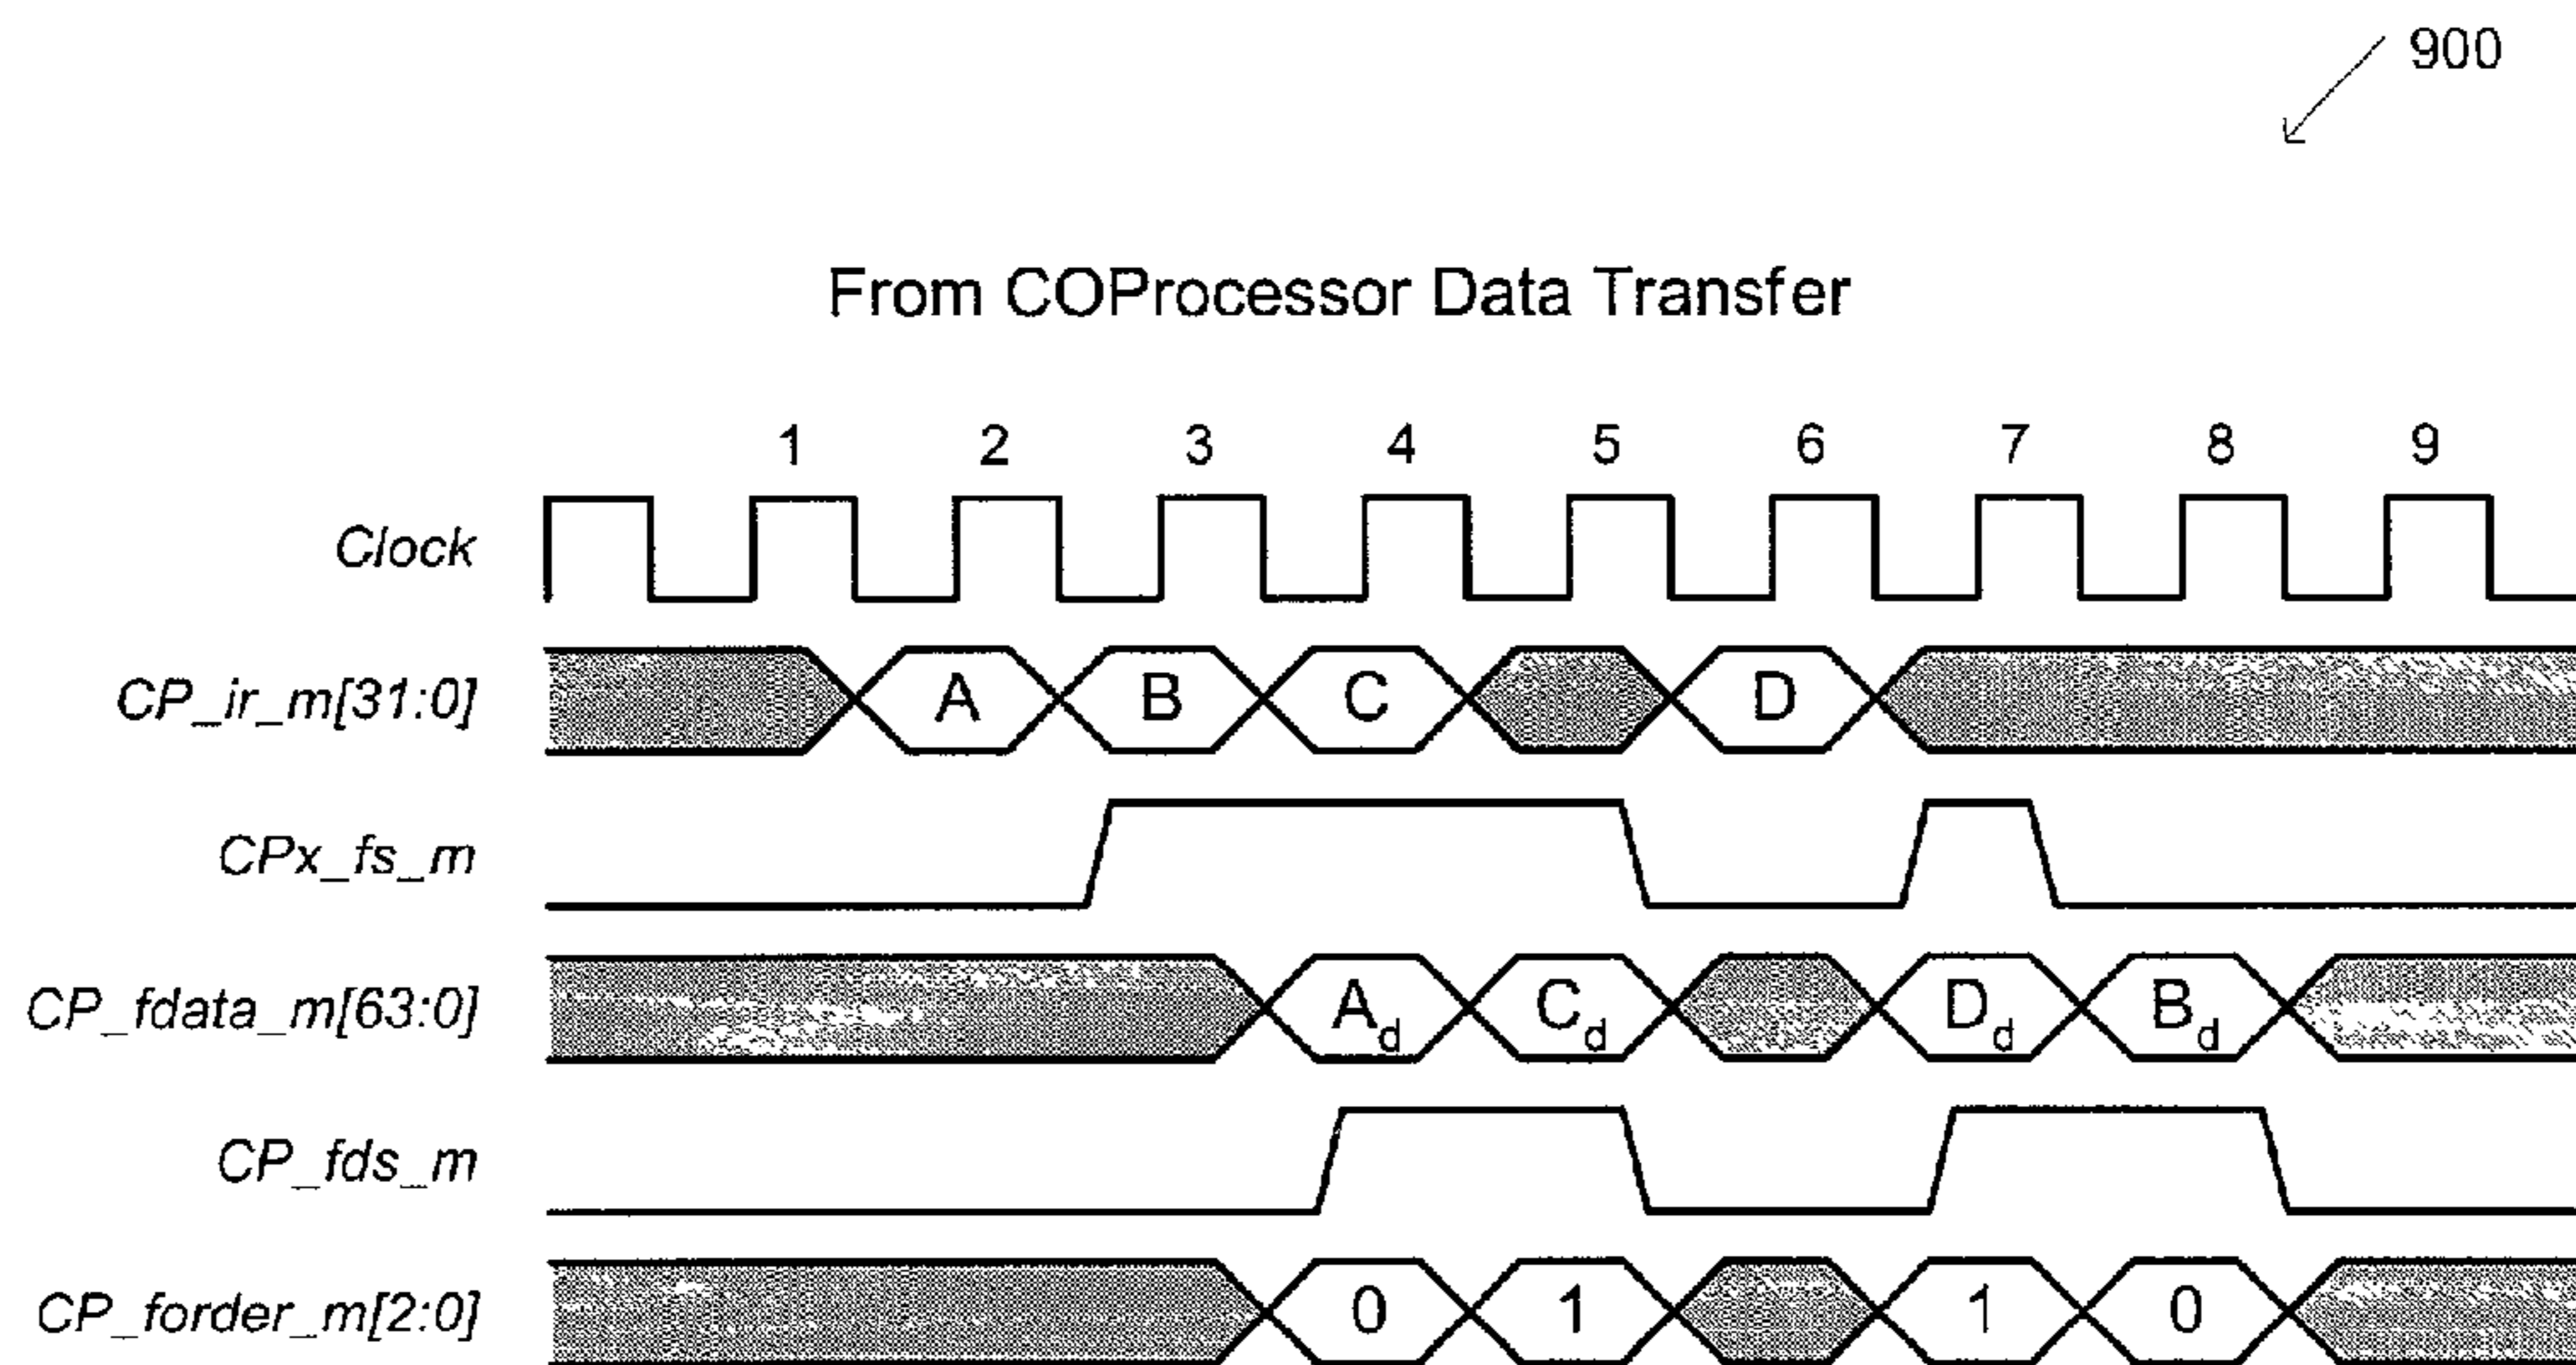 900
From COProcessor Data Transfer
1 2 3 4 5 6 7 8 9
Clock
CP_ir_m[31:0] A B C D
CPx_fs_m
CP_fdata_m[63:0] Ad Cd Dd Bd
CP_fds_m
CP_forder_m[2:0] 0 1 1 0